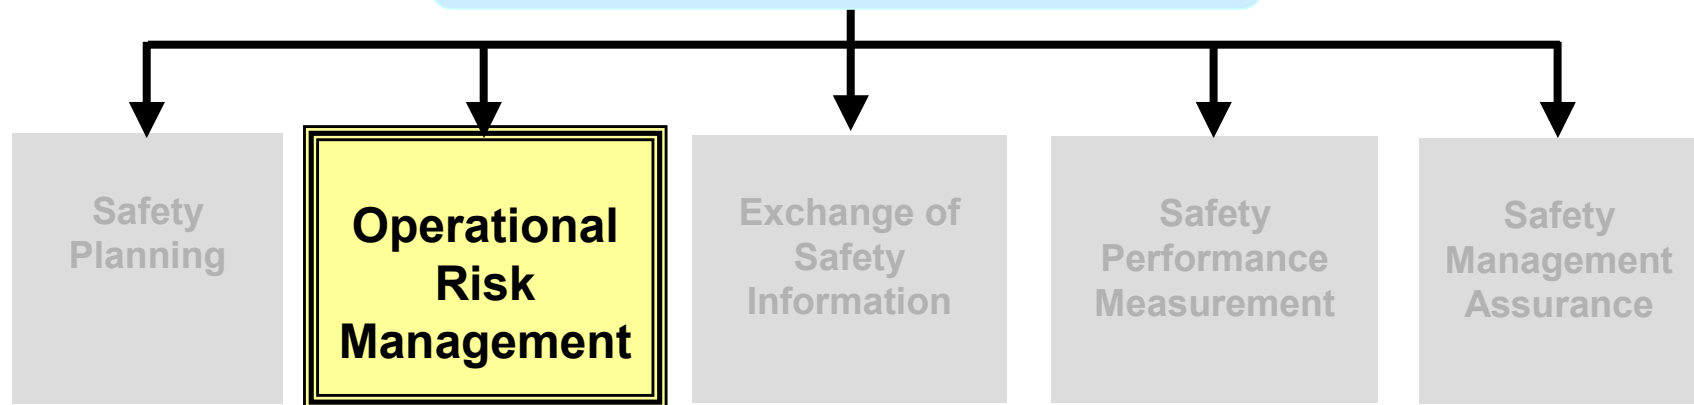 Safety
Planning
Operational
Risk
Management
Exchange of
Safety
Information
Safety
Performance
Measurement
Safety
Management
Assurance